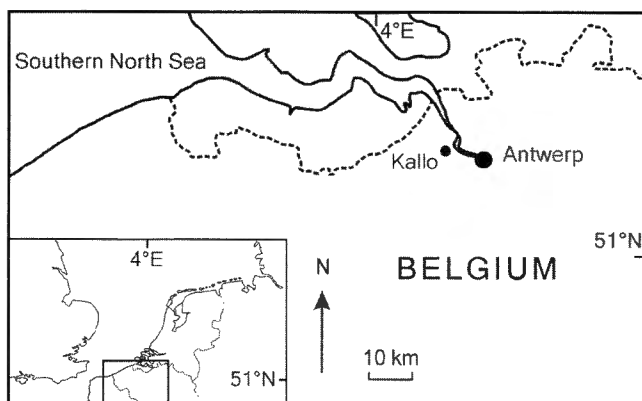 4°E
Southern North Sea
Kallo
Antwerp
51°N
BELGIUM
N
10 km
4°E
51°N